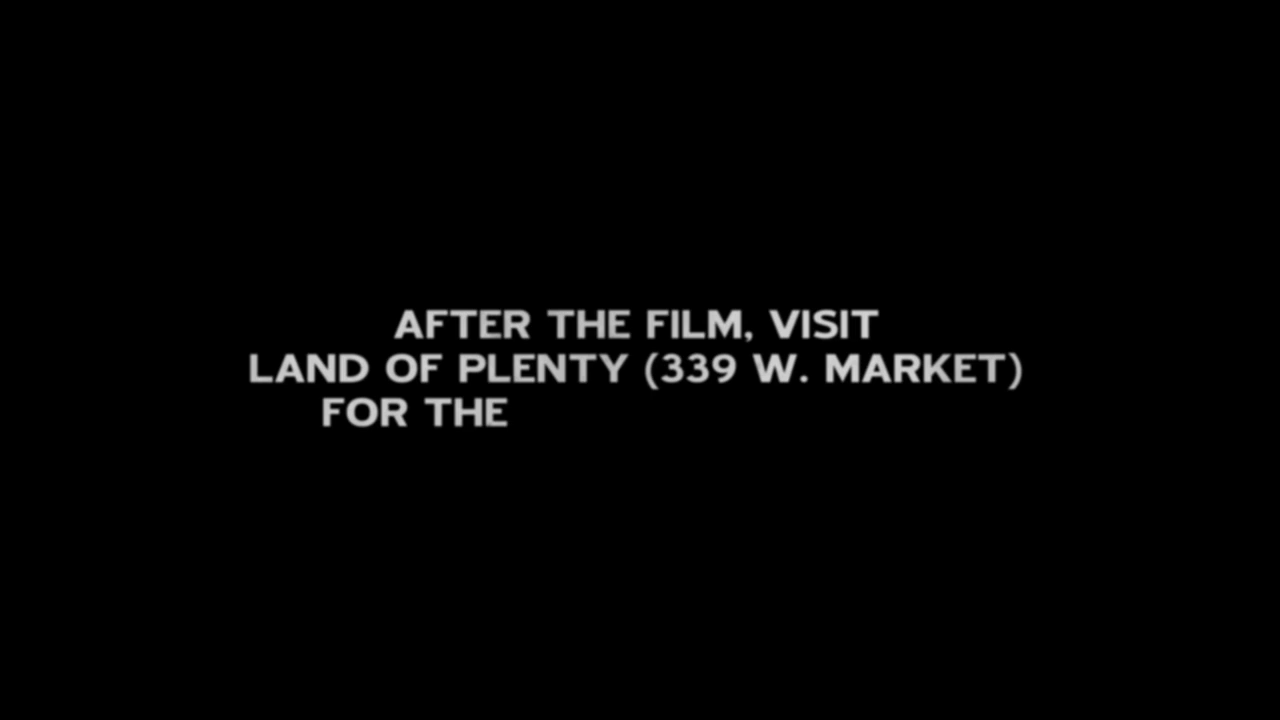 AFTER THE FILM, VISIT
LAND OF PLENTY (339 W. MARKET)
FOR THE